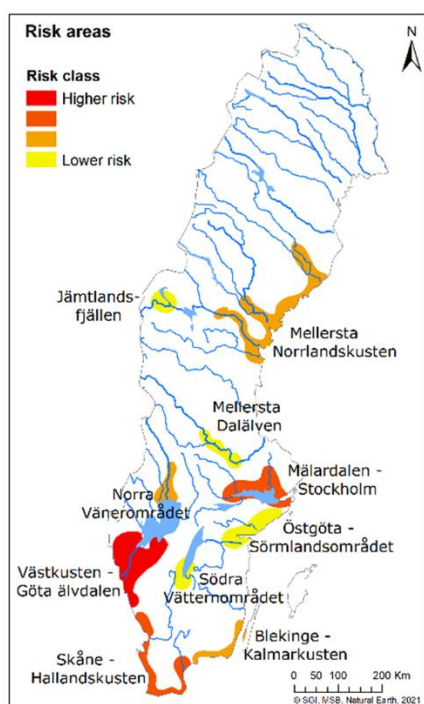 Risk areas
N
Risk class
Higher risk
Lower risk
Jämtlands-
fjällen
Mellersta
Norrlandskusten
Mellersta
Dalälven
Mälardalen -
Stockholm
Norra
Vänerområdet
Östgöta -
Sörmlandsområdet
Västkusten -
Göta älvdalen
Södra
Vätternområdet
Blekinge -
Kalmarkusten
Skåne -
Hallandskusten
0 50 100 200 Km
© SGI, MSB, Natural Earth, 2021